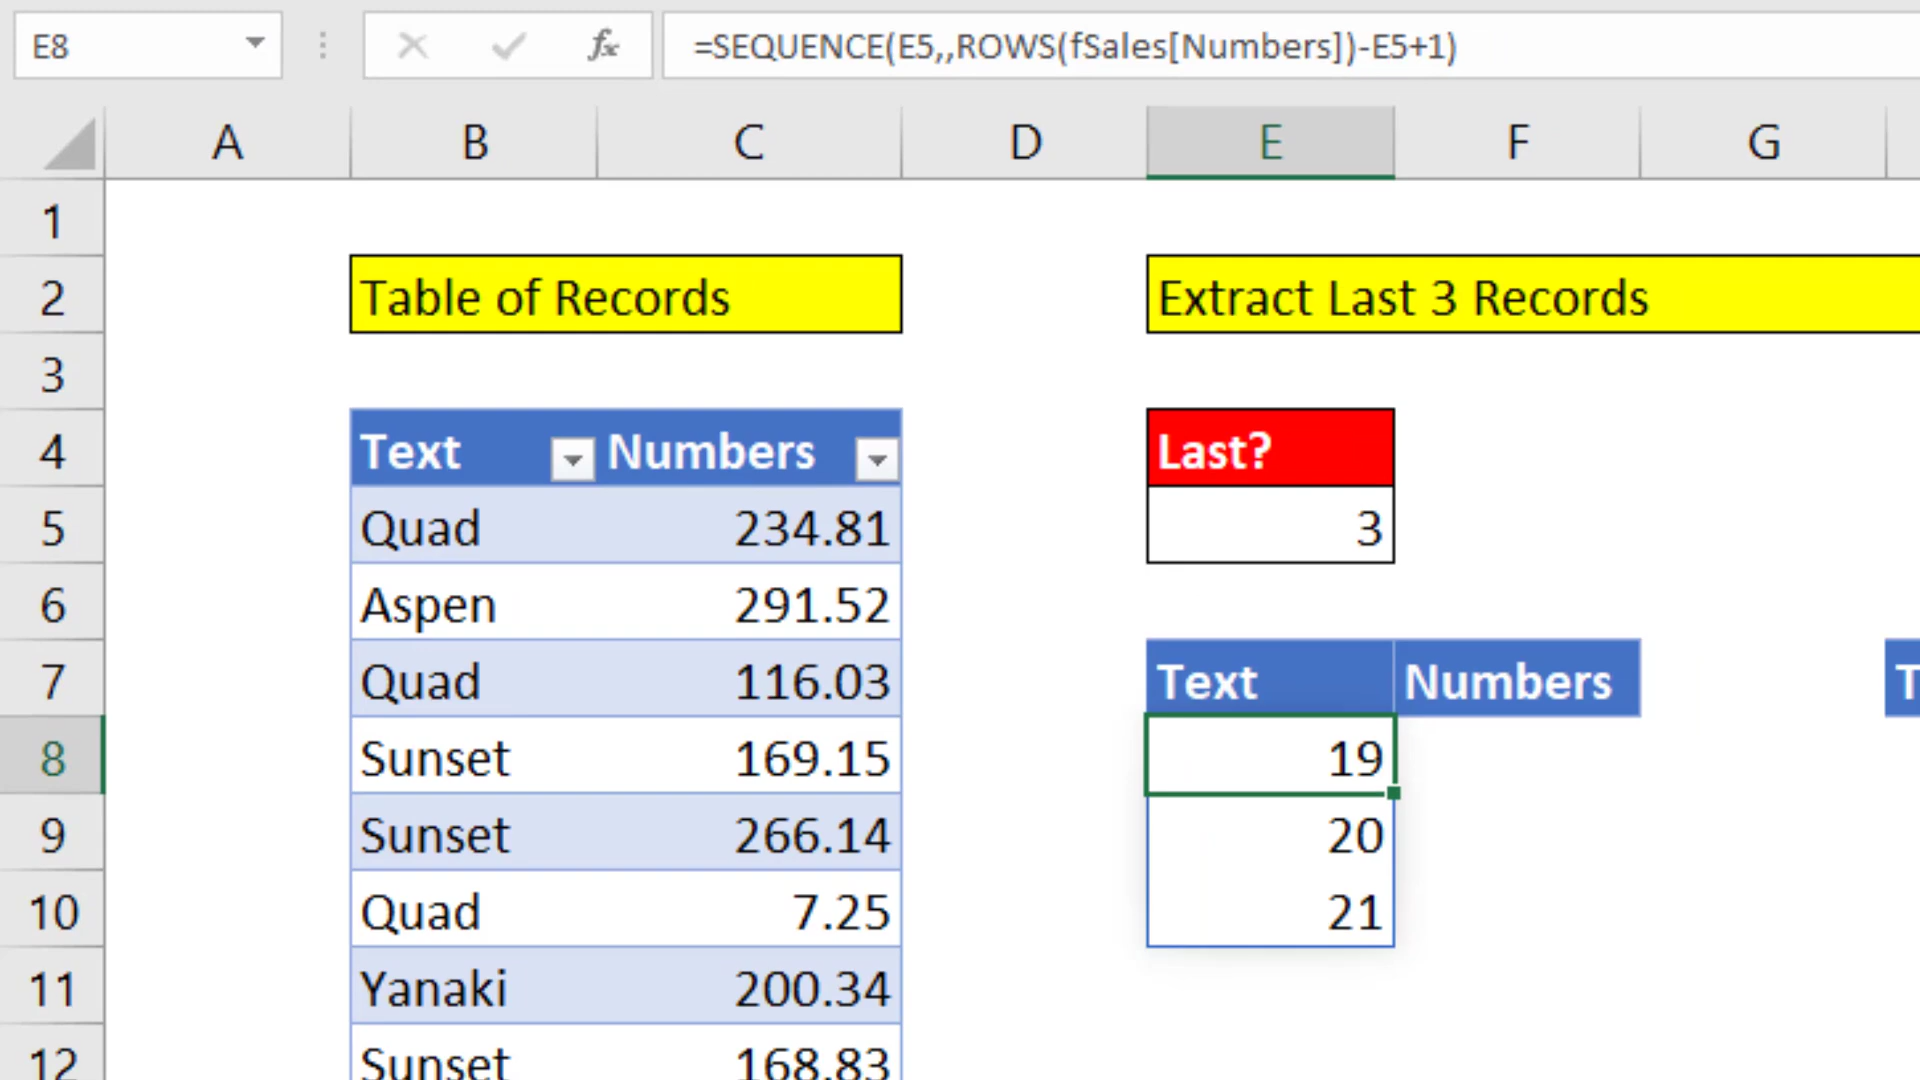 E8 fx =SEQUENCE(E5,,ROWS(fSales[Numbers])-E5+1)
A B C D E F G
1
2 Table of Records Extract Last 3 Records
3
4 Text Numbers Last?
5 Quad 234.81 3
6 Aspen 291.52
7 Quad 116.03 Text Numbers T
8 Sunset 169.15 19
9 Sunset 266.14 20
10 Quad 7.25 21
11 Yanaki 200.34
12 Sunset 168.83